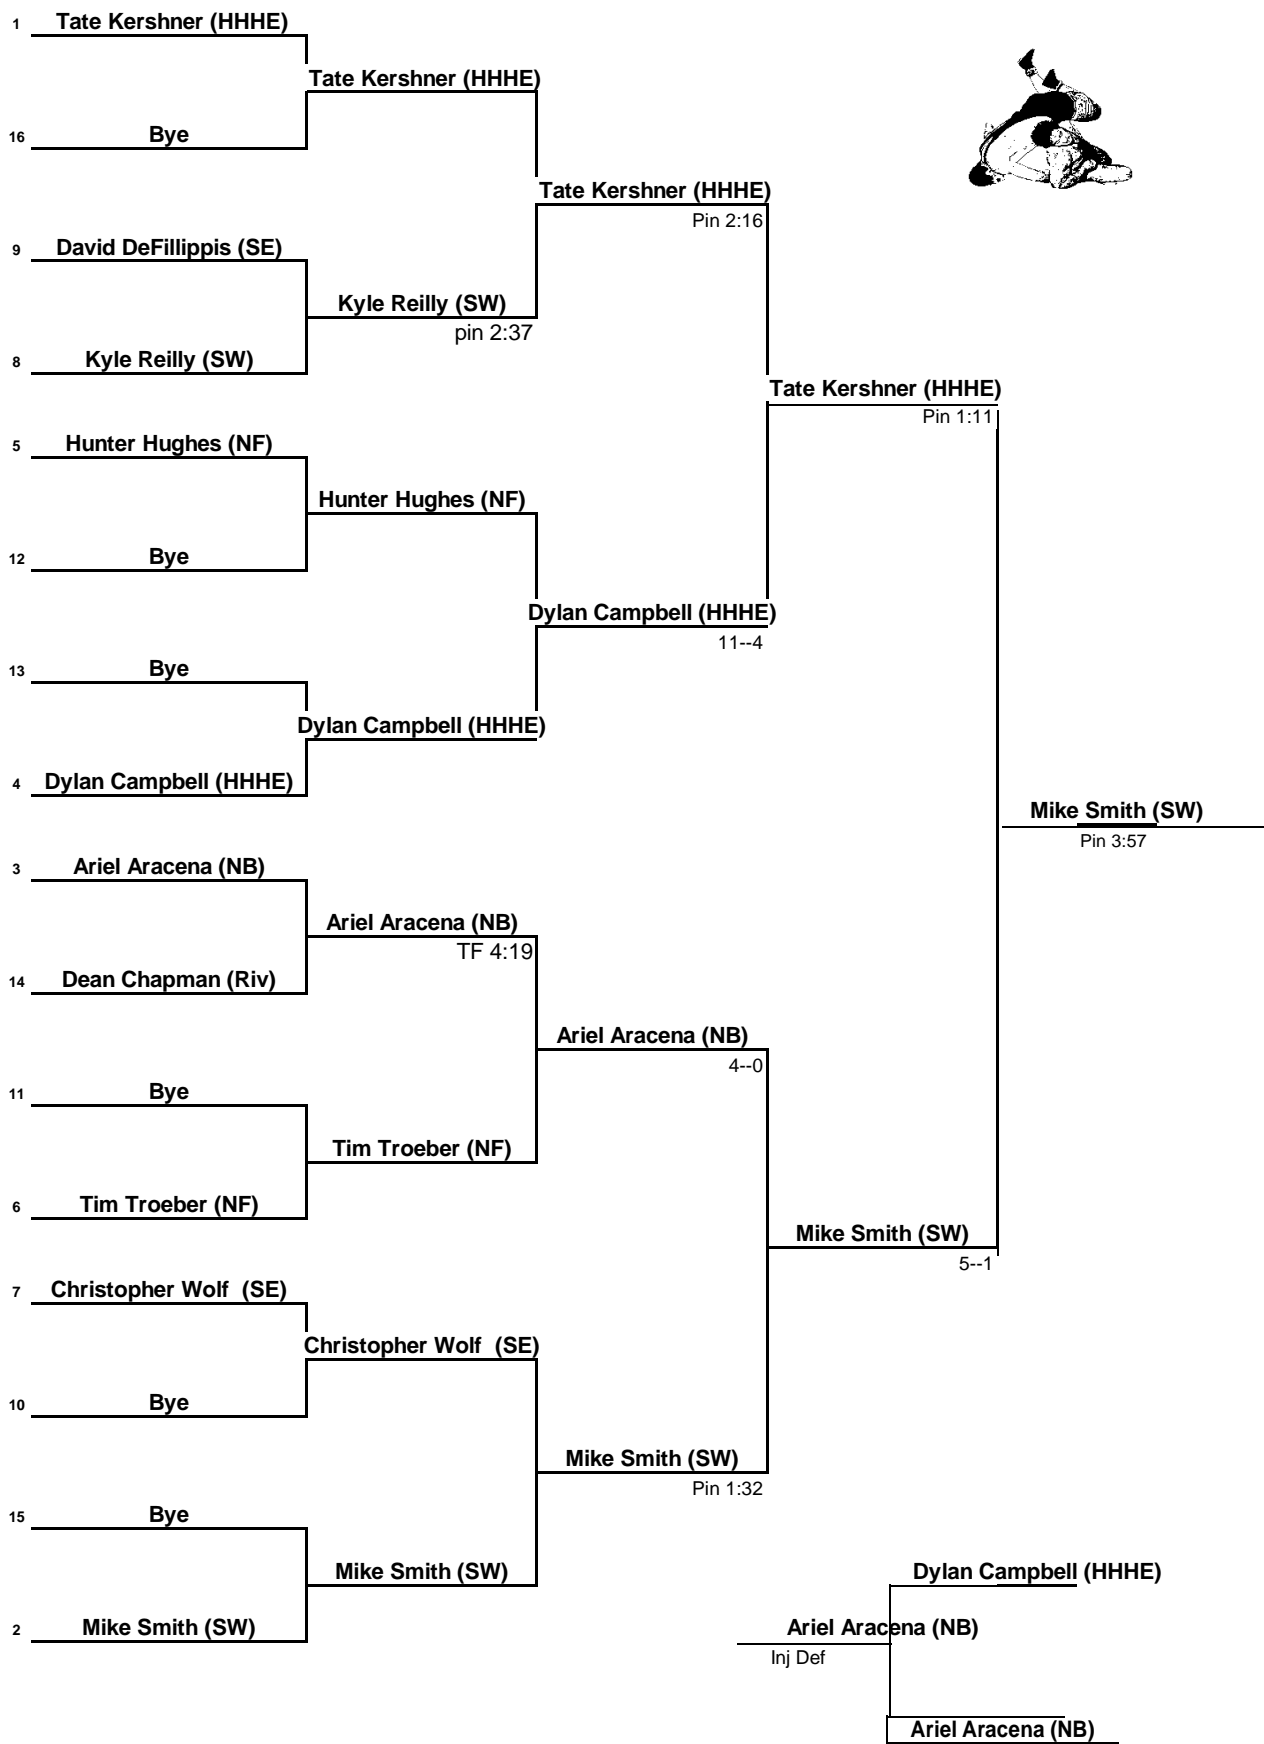 1 Tate Kershner (HHHE)
Tate Kershner (HHHE)
16 Bye
Tate Kershner (HHHE)
Pin 2:16
9 David DeFillippis (SE)
Kyle Reilly (SW)
pin 2:37
8 Kyle Reilly (SW)
Tate Kershner (HHHE)
Pin 1:11
5 Hunter Hughes (NF)
Hunter Hughes (NF)
12 Bye
Dylan Campbell (HHHE)
11--4
13 Bye
Dylan Campbell (HHHE)
4 Dylan Campbell (HHHE)
Mike Smith (SW)
Pin 3:57
3 Ariel Aracena (NB)
Ariel Aracena (NB)
TF 4:19
14 Dean Chapman (Riv)
Ariel Aracena (NB)
4--0
11 Bye
Tim Troeber (NF)
6 Tim Troeber (NF)
Mike Smith (SW)
5--1
7 Christopher Wolf  (SE)
Christopher Wolf  (SE)
10 Bye
Mike Smith (SW)
Pin 1:32
15 Bye
Mike Smith (SW)
2 Mike Smith (SW)
Dylan Campbell (HHHE)
Ariel Aracena (NB)
Inj Def
Ariel Aracena (NB)